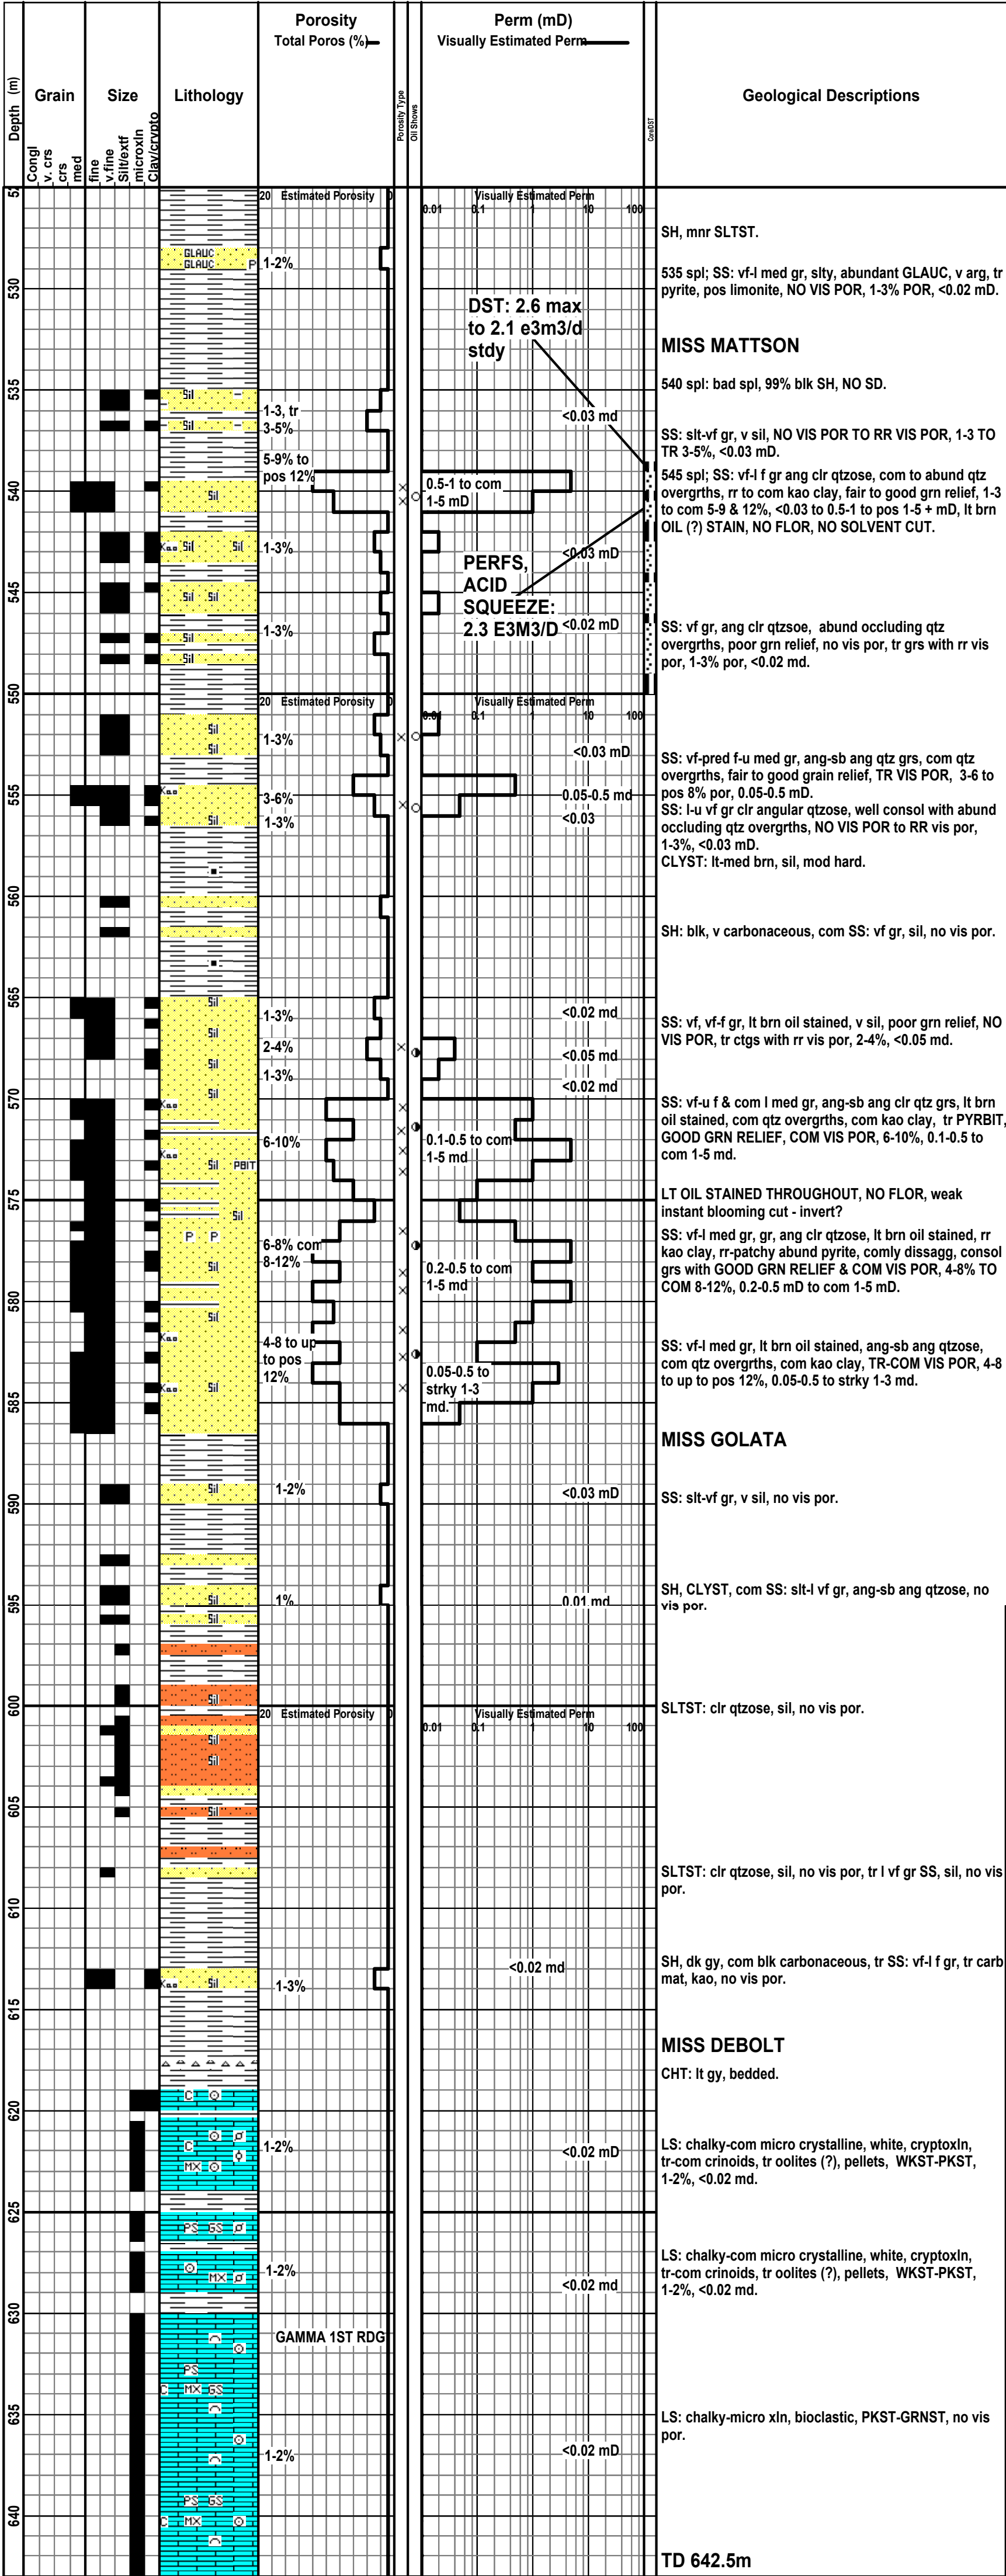 Porosity
Total Poros (%)
Perm (mD)
Visually Estimated Perm
Depth (m)
Grain
Size
Lithology
Porosity Type
Oil Shows
Core/DST
Geological Descriptions
Congl
v. crs
crs
med
fine
v.fine
Silt/extf
microxln
Clay/crypto
20 Estimated Porosity 0
Visually Estimated Perm
0.01 0.1 1 10 100
SH, mnr SLTST.
GLAUC
GLAUC P
1-2%
535 spl; SS: vf-l med gr, slty, abundant GLAUC, v arg, tr
pyrite, pos limonite, NO VIS POR, 1-3% POR, <0.02 mD.
530
DST: 2.6 max
to 2.1 e3m3/d
stdy
MISS MATTSON
540 spl: bad spl, 99% blk SH, NO SD.
535
Sil
1-3, tr
3-5%
<0.03 md
Sil
SS: slt-vf gr, v sil, NO VIS POR TO RR VIS POR, 1-3 TO
TR 3-5%, <0.03 mD.
5-9% to
pos 12%
540
Sil
0.5-1 to com
1-5 mD
545 spl; SS: vf-l f gr ang clr qtzose, com to abund qtz
overgrths, rr to com kao clay, fair to good grn relief, 1-3
to com 5-9 & 12%, <0.03 to 0.5-1 to pos 1-5 + mD, lt brn
OIL (?) STAIN, NO FLOR, NO SOLVENT CUT.
Kao Sil Sil
1-3%
<0.03 mD
PERFS,
ACID
SQUEEZE:
2.3 E3M3/D
545
Sil Sil
1-3%
<0.02 mD
Sil
Sil
SS: vf gr, ang clr qtzsoe, abund occluding qtz
overgrths, poor grn relief, no vis por, tr grs with rr vis
por, 1-3% por, <0.02 md.
550
20 Estimated Porosity 0
Visually Estimated Perm
0.01 0.1 1 10 100
Sil
Sil
1-3%
<0.03 mD
SS: vf-pred f-u med gr, ang-sb ang qtz grs, com qtz
overgrths, fair to good grain relief, TR VIS POR, 3-6 to
pos 8% por, 0.05-0.5 mD.
555
Kao
3-6%
0.05-0.5 md
Sil
1-3%
<0.03
SS: l-u vf gr clr angular qtzose, well consol with abund
occluding qtz overgrths, NO VIS POR to RR vis por,
1-3%, <0.03 mD.
CLYST: lt-med brn, sil, mod hard.
560
SH: blk, v carbonaceous, com SS: vf gr, sil, no vis por.
565
Sil
1-3%
<0.02 md
Sil
2-4%
<0.05 md
SS: vf, vf-f gr, lt brn oil stained, v sil, poor grn relief, NO
VIS POR, tr ctgs with rr vis por, 2-4%, <0.05 md.
Sil
1-3%
<0.02 md
Sil
570
Kao
6-10%
0.1-0.5 to com
1-5 md
SS: vf-u f & com l med gr, ang-sb ang clr qtz grs, lt brn
oil stained, com qtz overgrths, com kao clay, tr PYRBIT,
GOOD GRN RELIEF, COM VIS POR, 6-10%, 0.1-0.5 to
com 1-5 md.
Kao
Sil PBIT
575
Sil
LT OIL STAINED THROUGHOUT, NO FLOR, weak
instant blooming cut - invert?
P P
6-8% com
8-12%
0.2-0.5 to com
1-5 md
Sil
SS: vf-l med gr, gr, ang clr qtzose, lt brn oil stained, rr
kao clay, rr-patchy abund pyrite, comly dissagg, consol
grs with GOOD GRN RELIEF & COM VIS POR, 4-8% TO
COM 8-12%, 0.2-0.5 mD to com 1-5 mD.
580
Sil
Kao
4-8 to up
to pos
12%
0.05-0.5 to
strky 1-3
md.
SS: vf-l med gr, lt brn oil stained, ang-sb ang qtzose,
com qtz overgrths, com kao clay, TR-COM VIS POR, 4-8
to up to pos 12%, 0.05-0.5 to strky 1-3 md.
Kao Sil
585
MISS GOLATA
Sil
1-2%
<0.03 mD
590
SS: slt-vf gr, v sil, no vis por.
595
Sil
1%
0.01 md
Sil
SH, CLYST, com SS: slt-l vf gr, ang-sb ang qtzose, no
vis por.
600
Sil
20 Estimated Porosity 0
Visually Estimated Perm
0.01 0.1 1 10 100
SLTST: clr qtzose, sil, no vis por.
Sil
Sil
605
Sil
SLTST: clr qtzose, sil, no vis por, tr l vf gr SS, sil, no vis
por.
610
Kao Sil
1-3%
<0.02 md
SH, dk gy, com blk carbonaceous, tr SS: vf-l f gr, tr carb
mat, kao, no vis por.
615
MISS DEBOLT
CHT: lt gy, bedded.
C
620
C
MX
1-2%
<0.02 mD
LS: chalky-com micro crystalline, white, cryptoxln,
tr-com crinoids, tr oolites (?), pellets, WKST-PKST,
1-2%, <0.02 md.
625
PS GS
MX
1-2%
<0.02 md
LS: chalky-com micro crystalline, white, cryptoxln,
tr-com crinoids, tr oolites (?), pellets, WKST-PKST,
1-2%, <0.02 md.
630
GAMMA 1ST RDG
PS
C MX GS
635
LS: chalky-micro xln, bioclastic, PKST-GRNST, no vis
por.
1-2%
<0.02 mD
PS GS
640
C MX
TD 642.5m